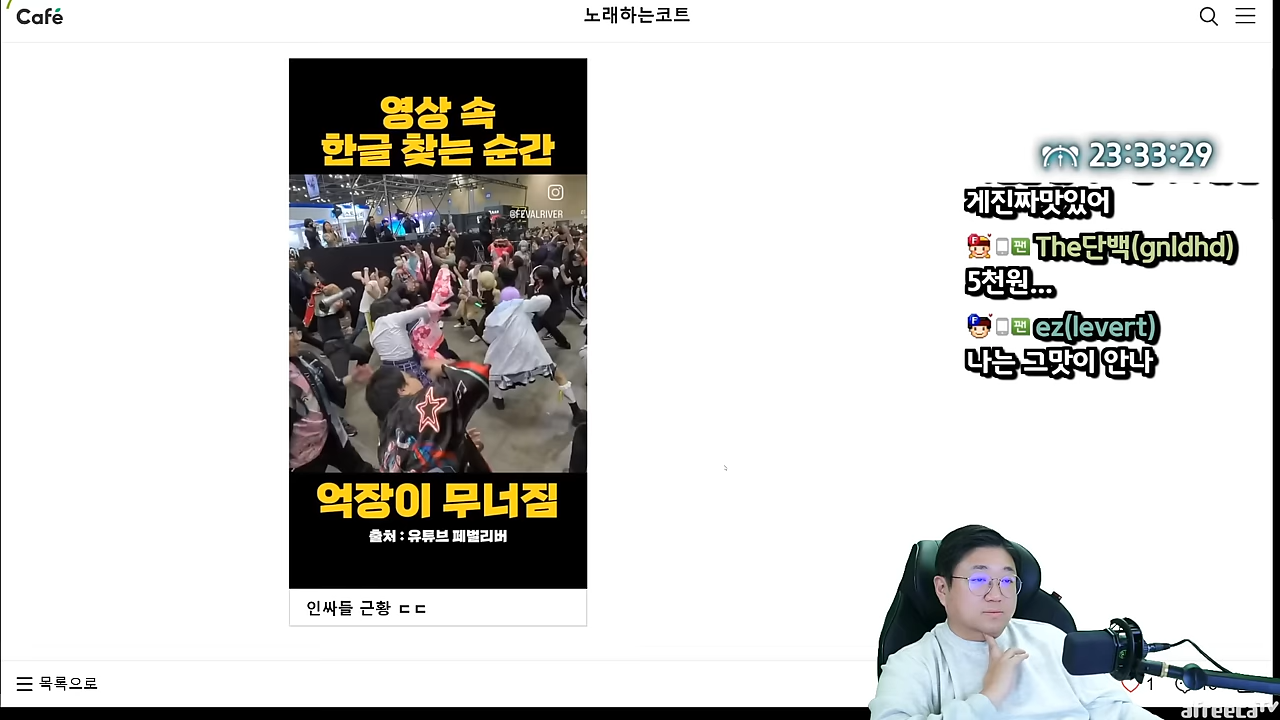 Café
노래하는코트
영상 속
한글 찾는 순간
@FEVALRIVER
억장이 무너짐
출처 : 유튜브 페벌리버
인싸들 근황 ㄷㄷ
목록으로
23:33:29
게진짜맛있어
The단백(gnldhd)
5천원...
ez(levert)
나는 그맛이 안나
1
afreecaTV